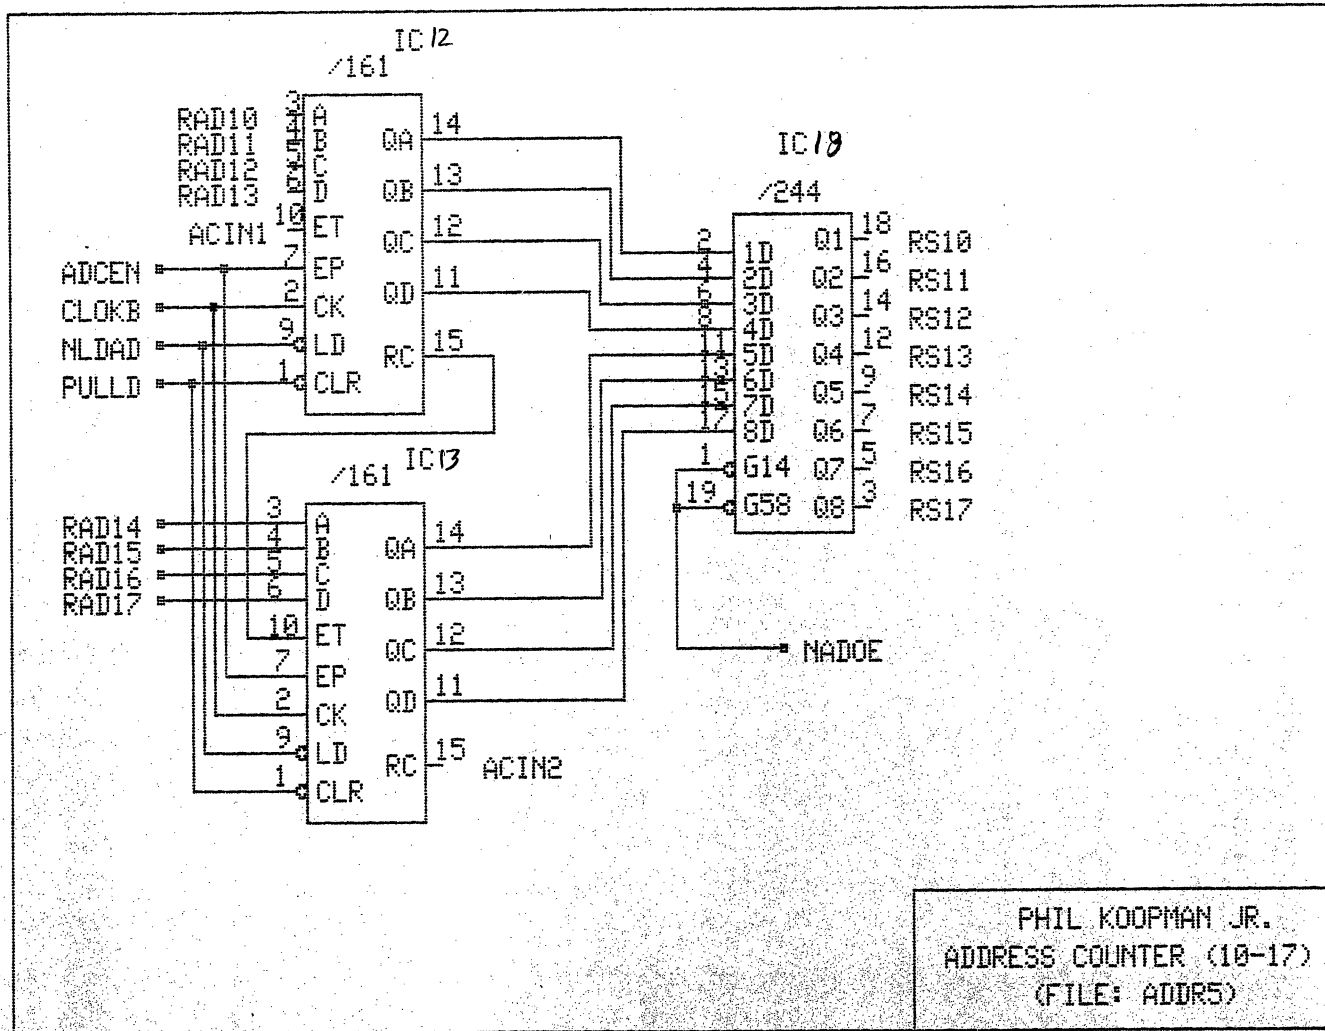 IC12
/161
RAD10 3 A
RAD11 4 B
RAD12 5 C
RAD13 6 D
ACIN1 10 ET
ADCEN 7 EP
CLOKB 2 CK
NLDAD 9 LD
PULLD 1 CLR
QA 14
QB 13
QC 12
QD 11
RC 15
IC13
/161
RAD14 3 A
RAD15 4 B
RAD16 5 C
RAD17 6 D
10 ET
7 EP
2 CK
9 LD
1 CLR
QA 14
QB 13
QC 12
QD 11
RC 15 ACIN2
IC18
/244
2 1D
4 2D
3D
8 4D
11 5D
6D
7D
17 8D
1 G14
19 G58
Q1 18 RS10
Q2 16 RS11
Q3 14 RS12
Q4 12 RS13
Q5 9 RS14
Q6 7 RS15
Q7 5 RS16
Q8 3 RS17
NADOE
PHIL KOOPMAN JR.
ADDRESS COUNTER (10-17)
(FILE: ADDR5)